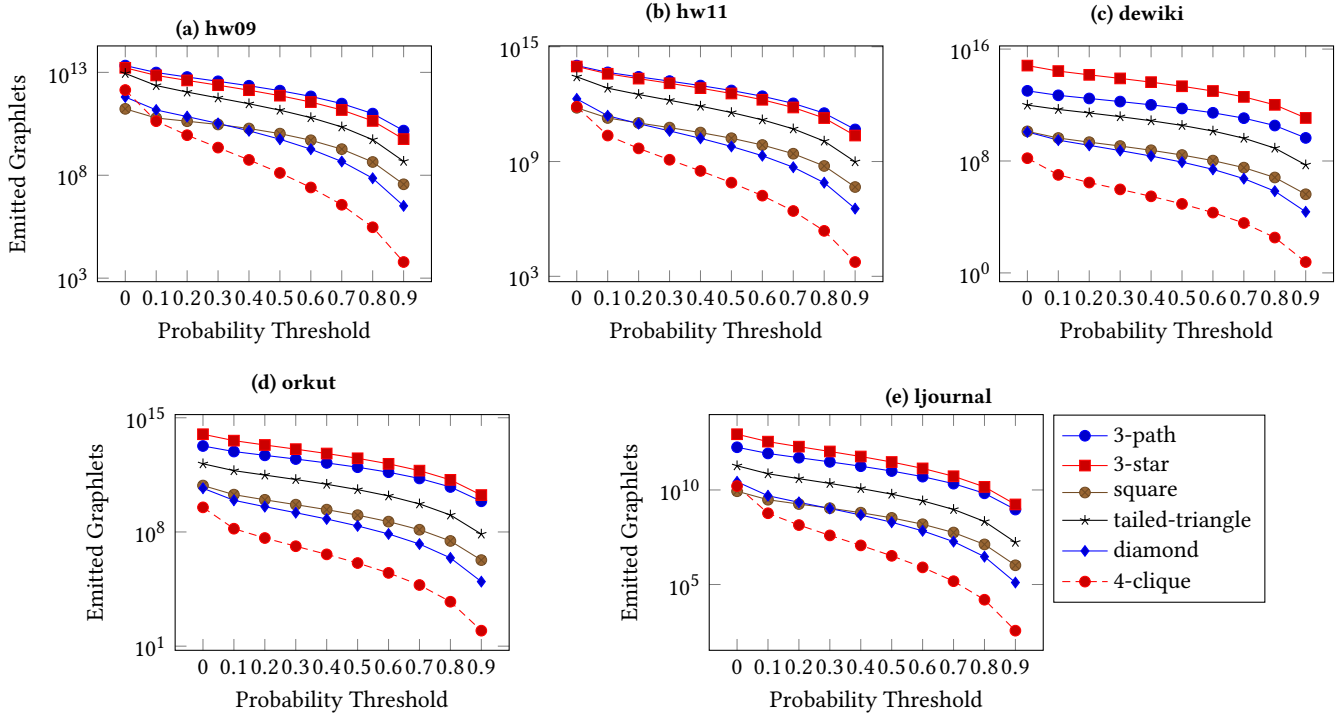 (a) hw09
10^13
10^8
10^3
Emitted Graphlets
0 0.1 0.2 0.3 0.4 0.5 0.6 0.7 0.8 0.9
Probability Threshold
(b) hw11
10^15
10^9
10^3
0 0.1 0.2 0.3 0.4 0.5 0.6 0.7 0.8 0.9
Probability Threshold
(c) dewiki
10^16
10^8
10^0
0 0.1 0.2 0.3 0.4 0.5 0.6 0.7 0.8 0.9
Probability Threshold
(d) orkut
10^15
10^8
10^1
Emitted Graphlets
0 0.1 0.2 0.3 0.4 0.5 0.6 0.7 0.8 0.9
Probability Threshold
(e) ljournal
10^10
10^5
Emitted Graphlets
0 0.1 0.2 0.3 0.4 0.5 0.6 0.7 0.8 0.9
Probability Threshold
3-path
3-star
square
tailed-triangle
diamond
4-clique